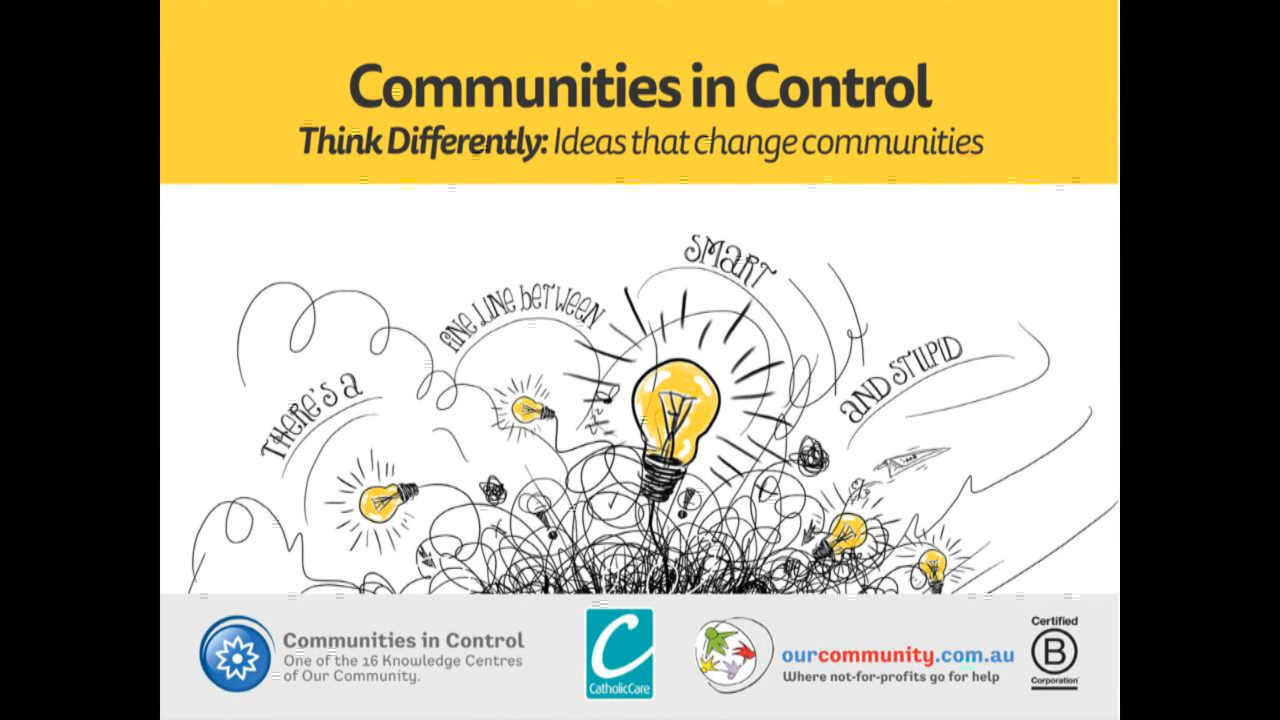 Communities in Control
Think Differently: Ideas that change communities
THERE'S A
FINE LINE BETWEEN
SMART
AND STUPID
Communities in Control
One of the 16 Knowledge Centres
of Our Community.
C
CatholicCare
ourcommunity.com.au
Where not-for-profits go for help
Certified
B
Corporation